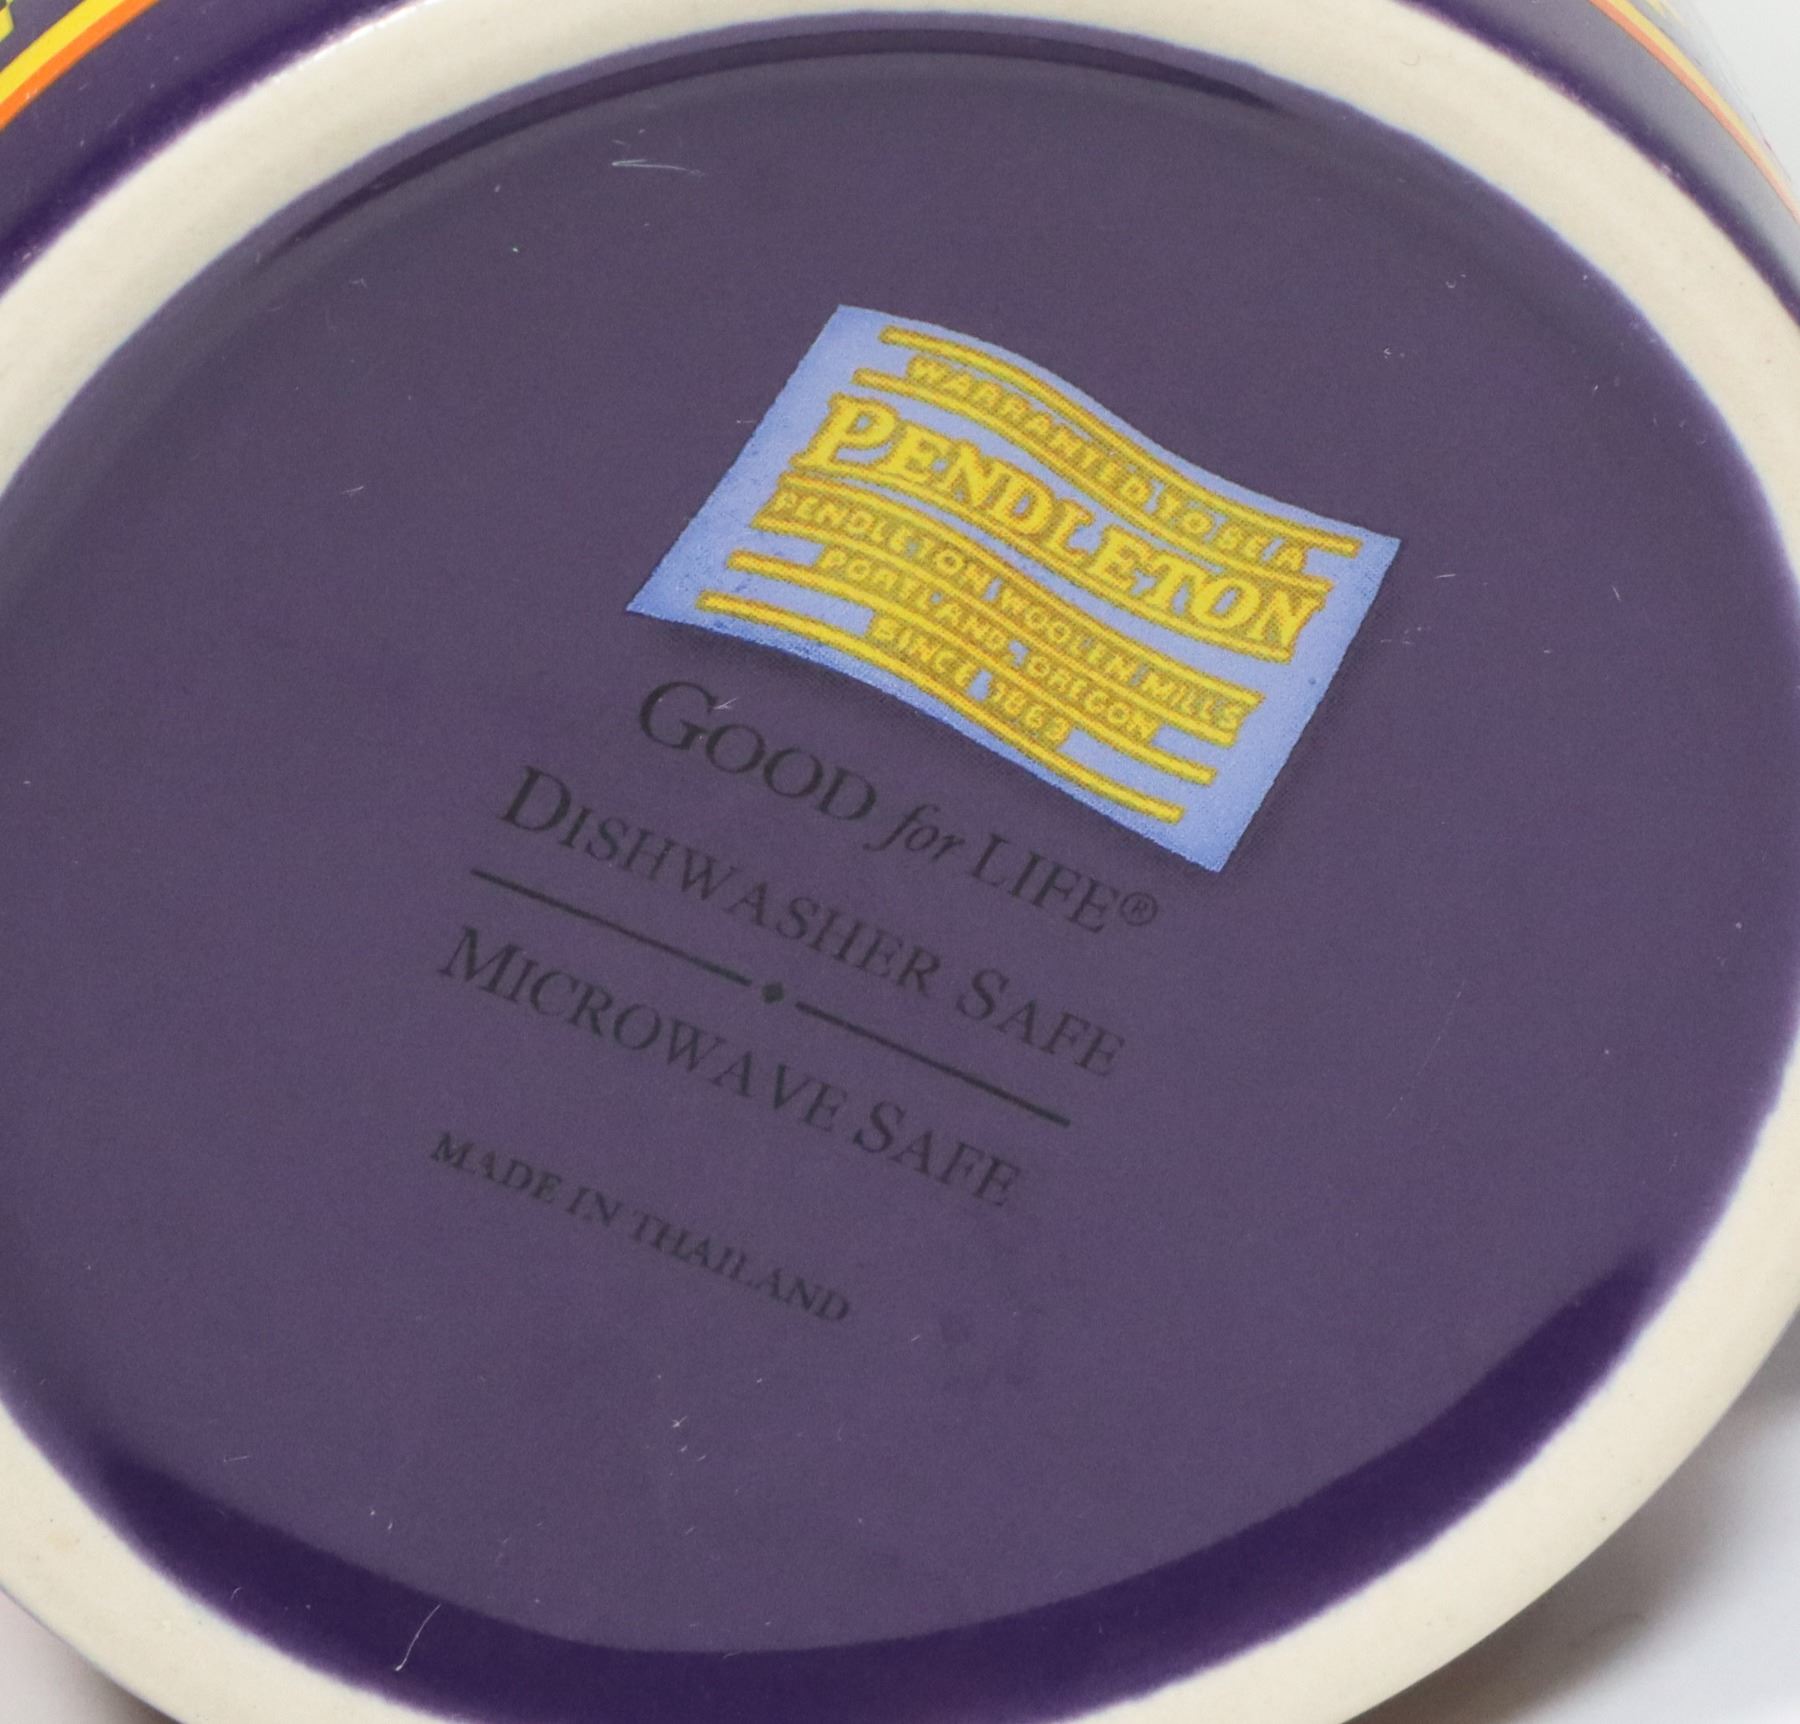 WARRANTED TO BE A
PENDLETON
PENDLETON WOOLEN MILLS
PORTLAND, OREGON
SINCE 1863
GOOD for LIFE®
DISHWASHER SAFE
MICROWAVE SAFE
MADE IN THAILAND